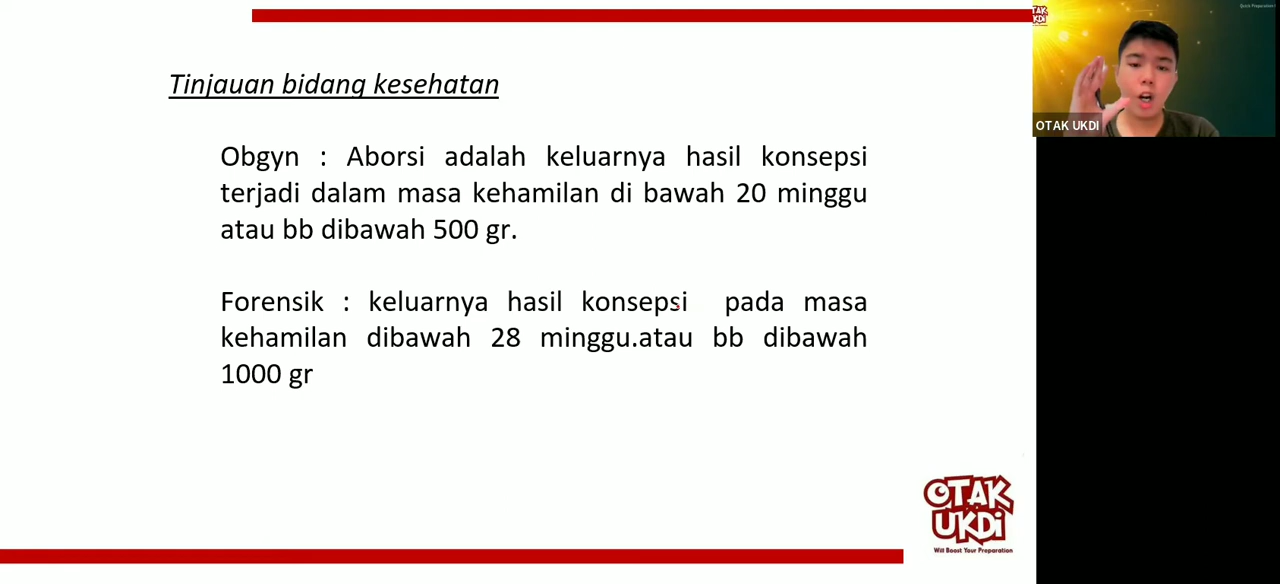 Tinjauan bidang kesehatan
Obgyn : Aborsi adalah keluarnya hasil konsepsi
terjadi dalam masa kehamilan di bawah 20 minggu
atau bb dibawah 500 gr.
Forensik : keluarnya hasil konsepsi pada masa
kehamilan dibawah 28 minggu.atau bb dibawah
1000 gr
OTAK UKDI
OTAK
UKDi
Will Boost Your Preparation